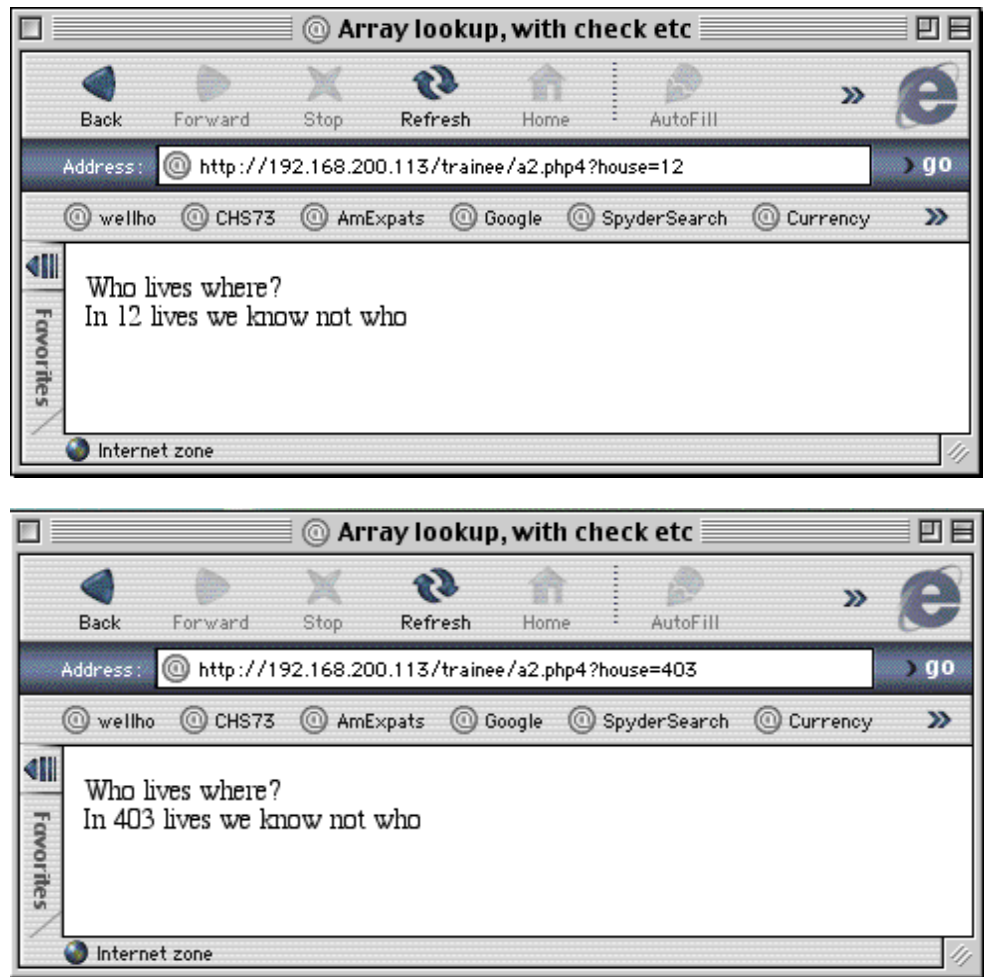 Array lookup, with check etc
Back Forward Stop Refresh Home AutoFill »
Address: http://192.168.200.113/trainee/a2.php4?house=12 go
wellho CHS73 AmExpats Google SpyderSearch Currency »
Favorites
Who lives where?
In 12 lives we know not who
Internet zone
Array lookup, with check etc
Back Forward Stop Refresh Home AutoFill »
Address: http://192.168.200.113/trainee/a2.php4?house=403 go
wellho CHS73 AmExpats Google SpyderSearch Currency »
Favorites
Who lives where?
In 403 lives we know not who
Internet zone